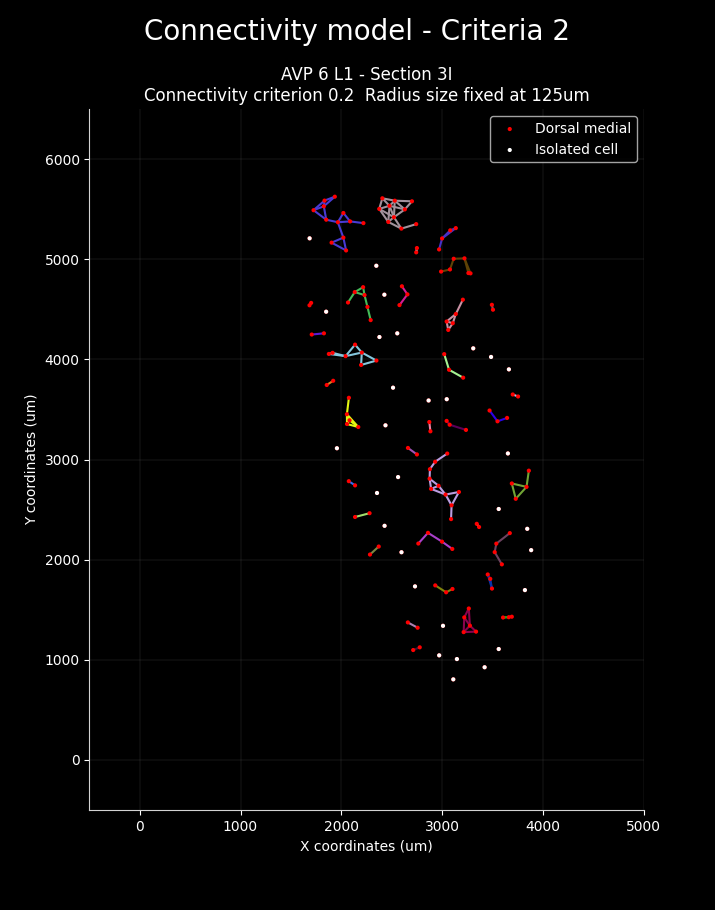 Connectivity model - Criteria 2
AVP 6 L1 - Section 3I
Connectivity criterion 0.2  Radius size fixed at 125um
Dorsal medial
Isolated cell
6000
5000
4000
3000
2000
1000
0
Y coordinates (um)
0 1000 2000 3000 4000 5000
X coordinates (um)